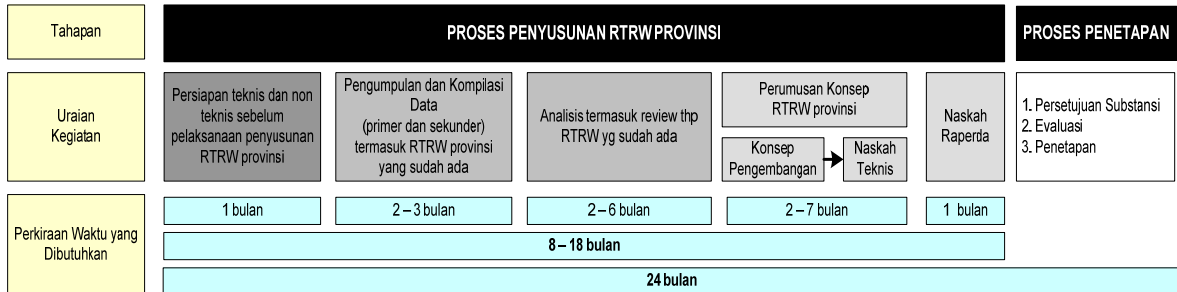 Tahapan
PROSES PENYUSUNAN RTRW PROVINSI
PROSES PENETAPAN
Uraian
Kegiatan
Persiapan teknis dan non
teknis sebelum
pelaksanaan penyusunan
RTRW provinsi
Pengumpulan dan Kompilasi
Data
(primer dan sekunder)
termasuk RTRW provinsi
yang sudah ada
Analisis termasuk review thp
RTRW yg sudah ada
Perumusan Konsep
RTRW provinsi
Konsep
Pengembangan
Naskah
Teknis
Naskah
Raperda
1. Persetujuan Substansi
2. Evaluasi
3. Penetapan
Perkiraan Waktu yang
Dibutuhkan
1 bulan
2 – 3 bulan
2 – 6 bulan
2 – 7 bulan
1 bulan
8 – 18 bulan
24 bulan